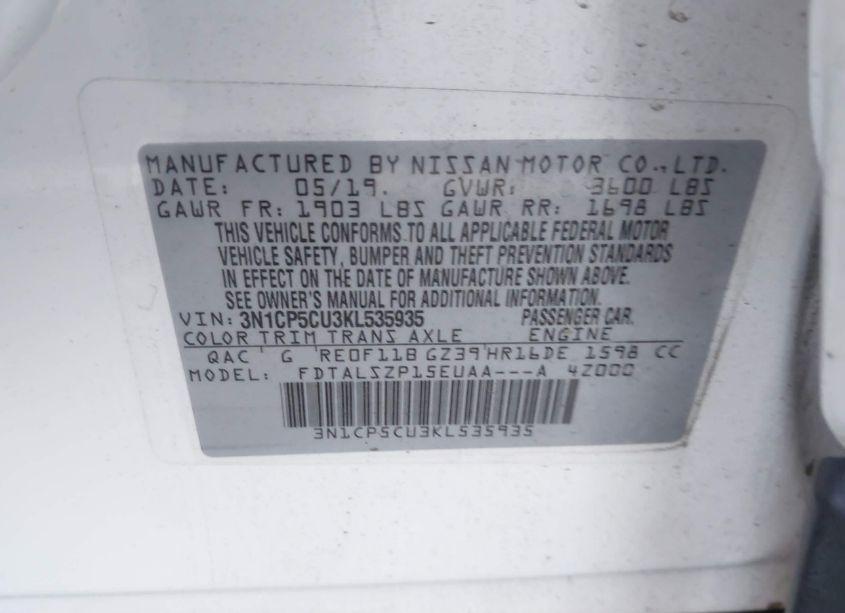 MANUFACTURED BY NISSAN MOTOR CO., LTD.
DATE: 05/19. GVWR: 3600 LBS
GAWR FR: 1903 LBS GAWR RR: 1698 LBS
THIS VEHICLE CONFORMS TO ALL APPLICABLE FEDERAL MOTOR
VEHICLE SAFETY, BUMPER AND THEFT PREVENTION STANDARDS
IN EFFECT ON THE DATE OF MANUFACTURE SHOWN ABOVE.
SEE OWNER'S MANUAL FOR ADDITIONAL INFORMATION.
VIN: 3N1CP5CU3KL535935 PASSENGER CAR.
COLOR TRIM TRANS AXLE ENGINE
QAC G RE0F11B GZ39 HR16DE 1598 CC
MODEL: FDTALSZP15EUAA---A 4Z000
3N1CP5CU3KL535935